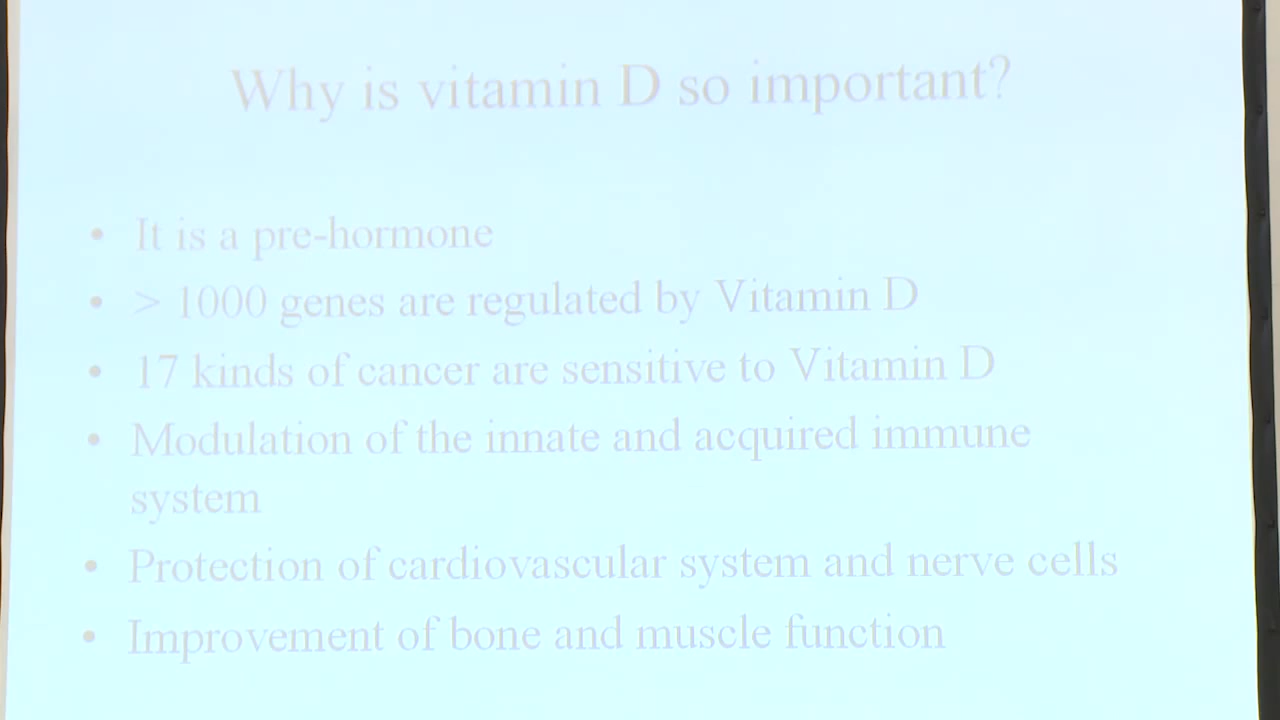 Why is vitamin D so important?
• It is a pre-hormone
• > 1000 genes are regulated by Vitamin D
• 17 kinds of cancer are sensitive to Vitamin D
• Modulation of the innate and acquired immune
system
• Protection of cardiovascular system and nerve cells
• Improvement of bone and muscle function